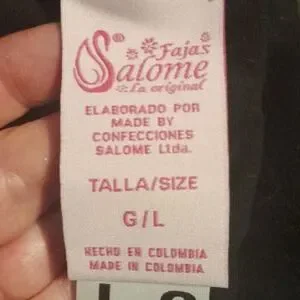 ® Fajas
Salome
La original
ELABORADO POR
MADE BY
CONFECCIONES
SALOME Ltda.
TALLA/SIZE
G/L
HECHO EN COLOMBIA
MADE IN COLOMBIA